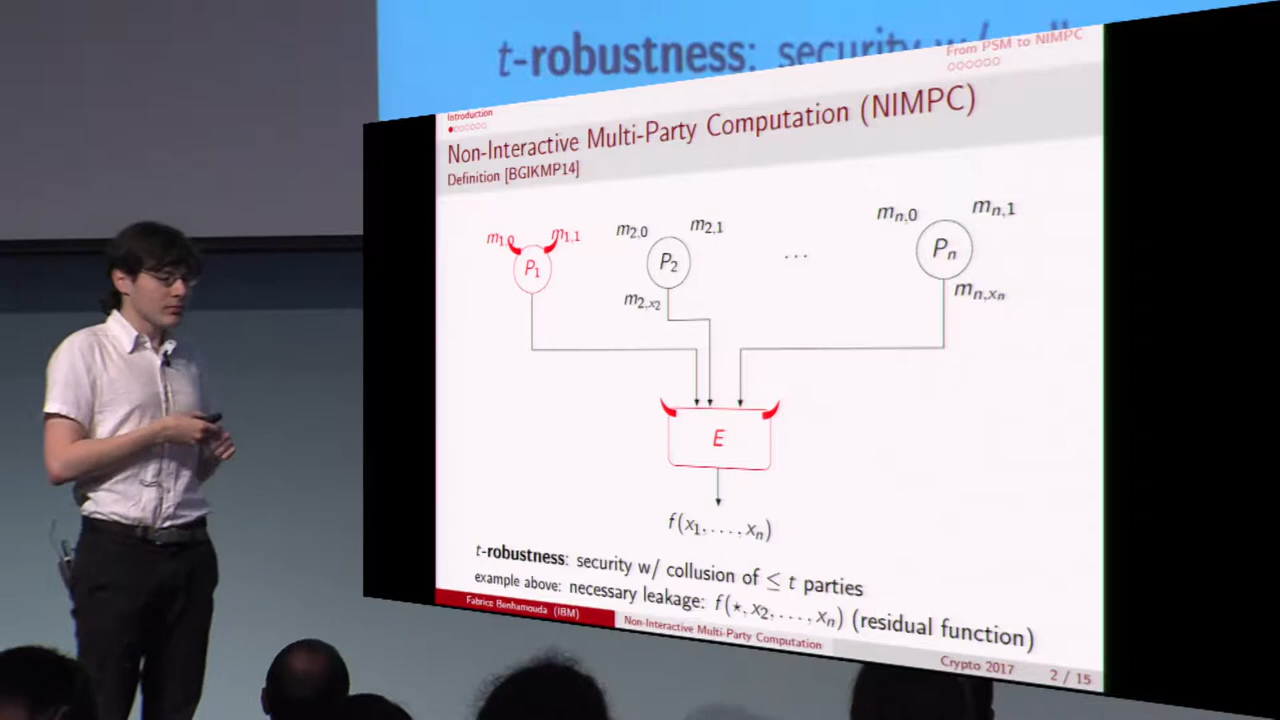 t-robustness: security w/
Introduction
From PSM to NIMPC
Non-Interactive Multi-Party Computation (NIMPC)
Definition [BGIKMP14]
m1,0 m1,1 m2,0 m2,1 mn,0 mn,1
P1 P2 ... Pn
m2,x2 mn,xn
E
f(x1, . . . , xn)
t-robustness: security w/ collusion of ≤ t parties
example above: necessary leakage: f(⋆, x2, . . . , xn) (residual function)
Fabrice Benhamouda (IBM)
Non-Interactive Multi-Party Computation
Crypto 2017
2 / 15